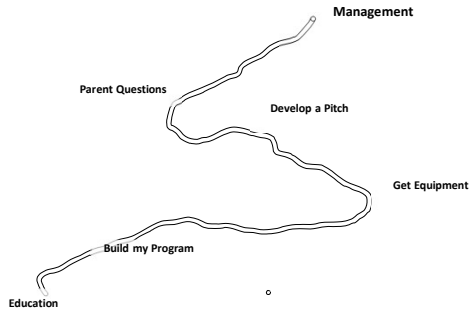 Management
Parent Questions
Develop a Pitch
Get Equipment
Build my Program
Education